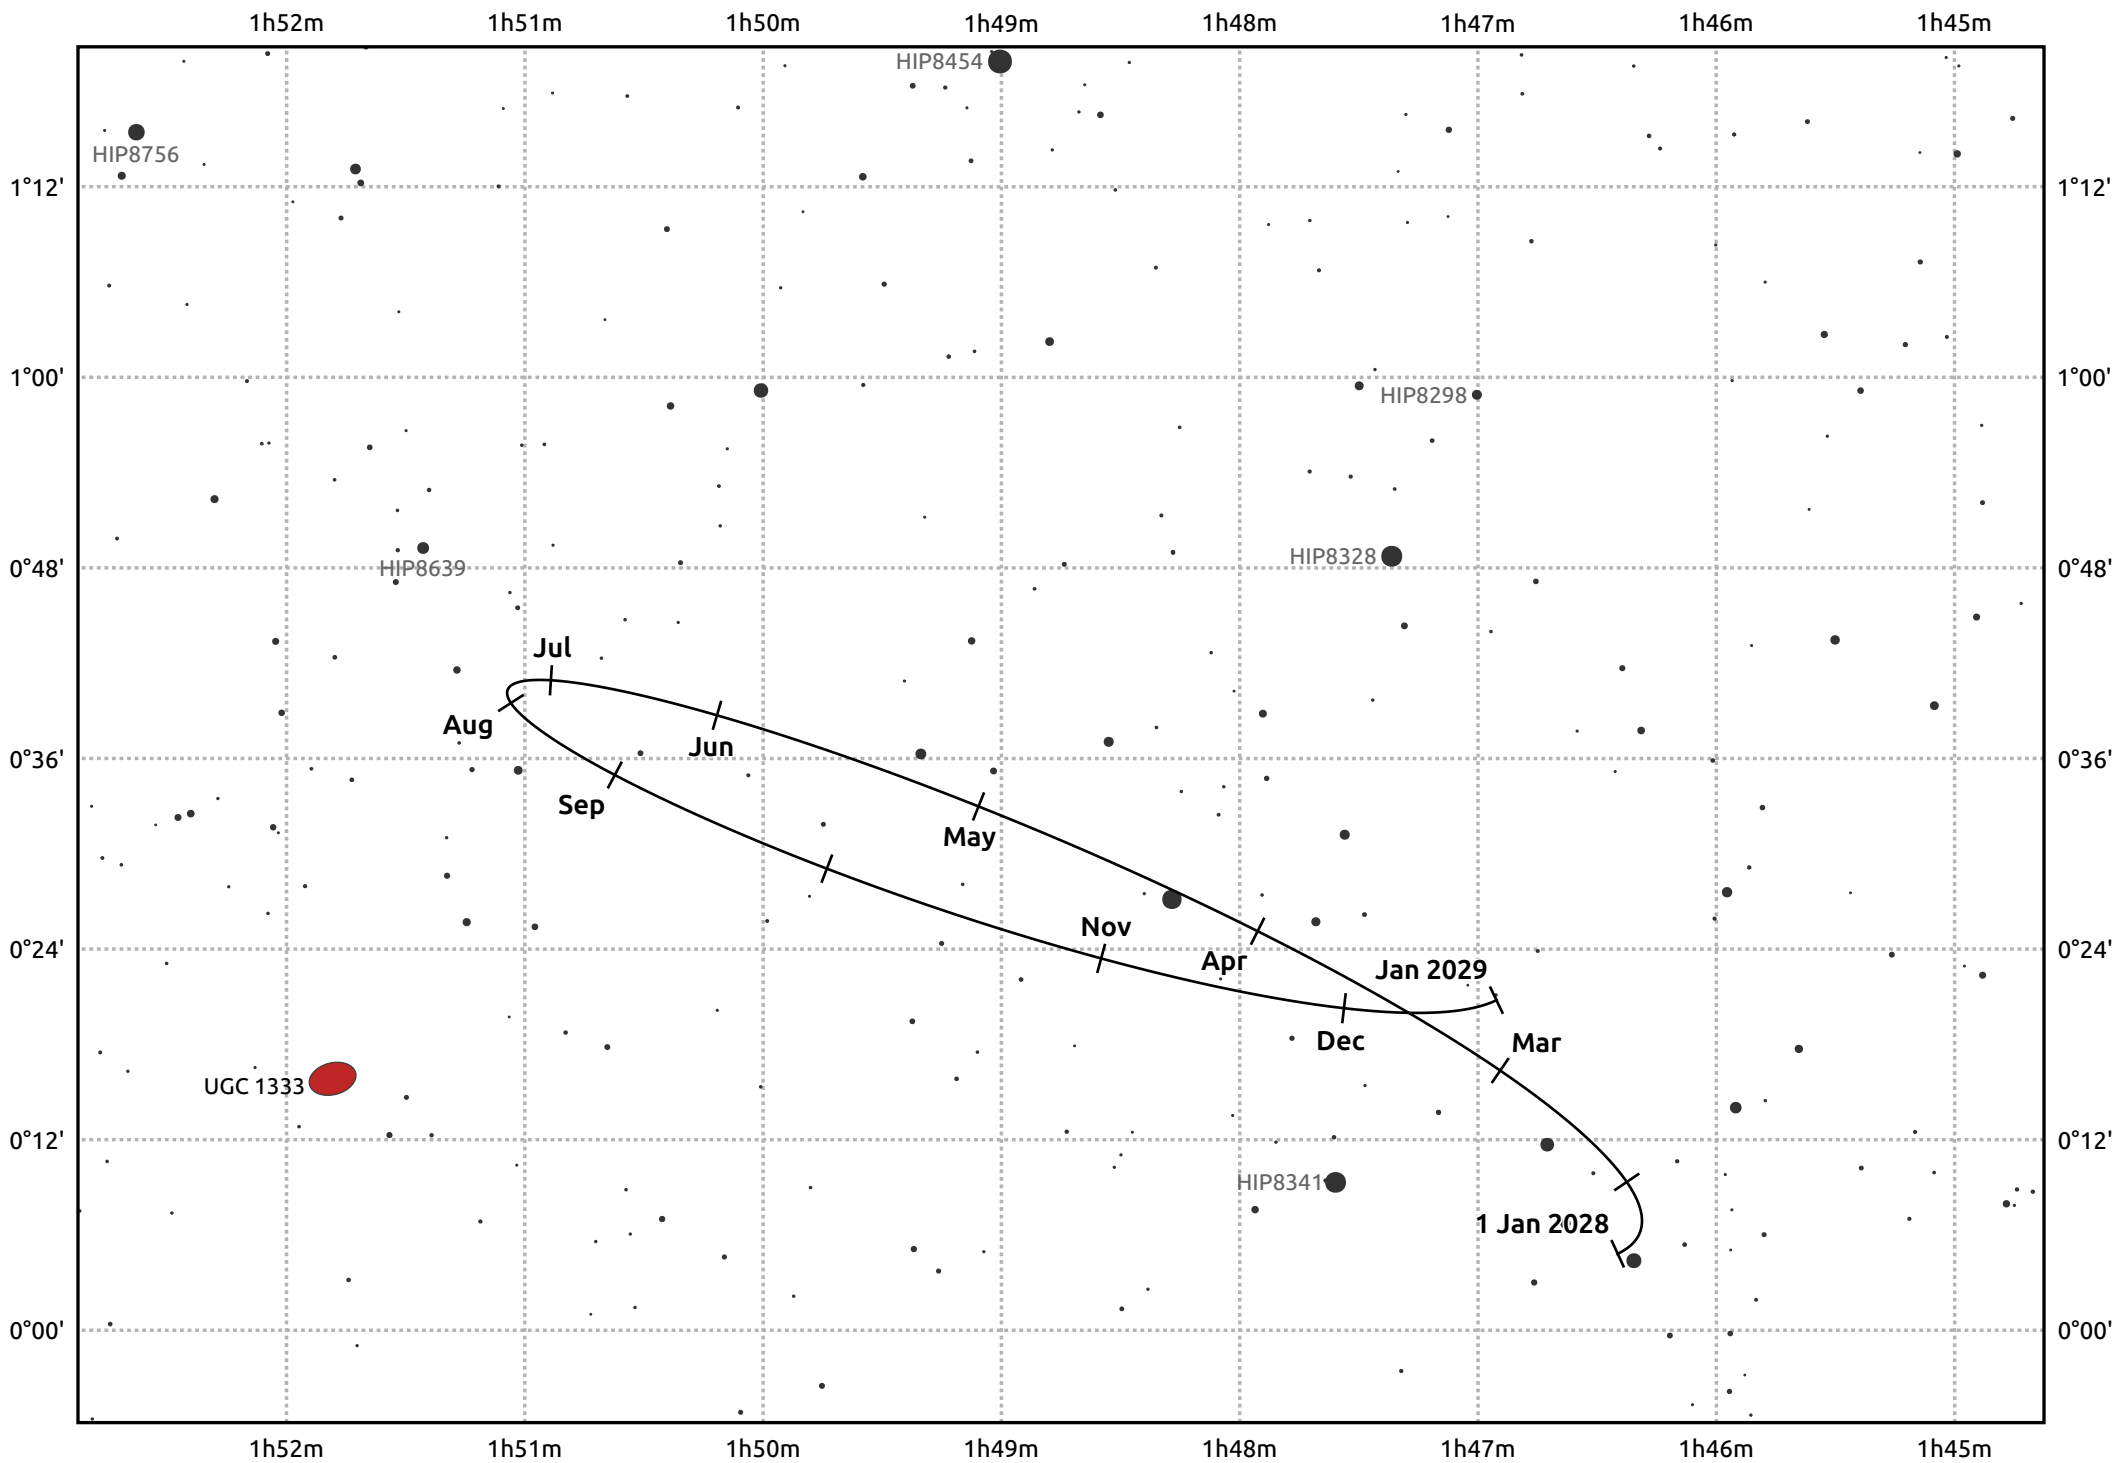 1h52m 1h51m 1h50m 1h49m 1h48m 1h47m 1h46m 1h45m
HIP8454
HIP8756
1°12' 1°12'
1°00' 1°00'
HIP8298
HIP8328
0°48' HIP8639 0°48'
Jul
Aug
Jun
0°36' 0°36'
Sep
May
Nov
0°24' 0°24'
Apr
Jan 2029
Dec
Mar
UGC 1333
0°12' 0°12'
HIP8341
1 Jan 2028
0°00' 0°00'
1h52m 1h51m 1h50m 1h49m 1h48m 1h47m 1h46m 1h45m